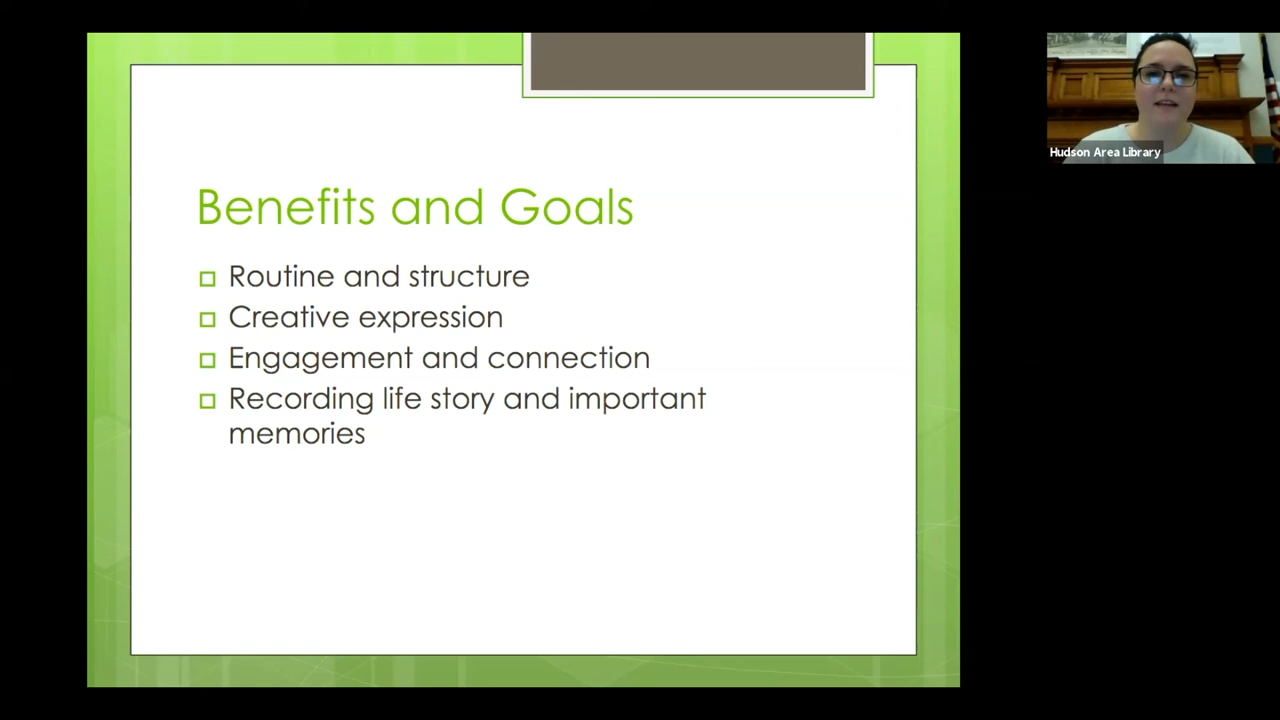 Benefits and Goals
Routine and structure
Creative expression
Engagement and connection
Recording life story and important
memories
Hudson Area Library